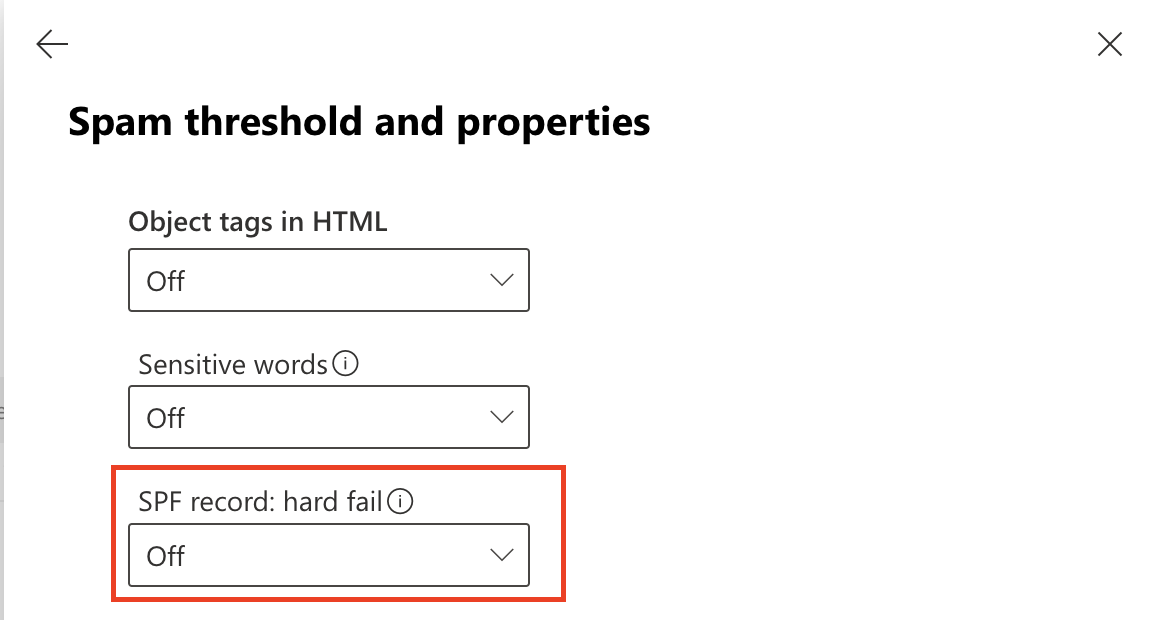 Spam threshold and properties
Object tags in HTML
Off
Sensitive words
Off
SPF record: hard fail
Off